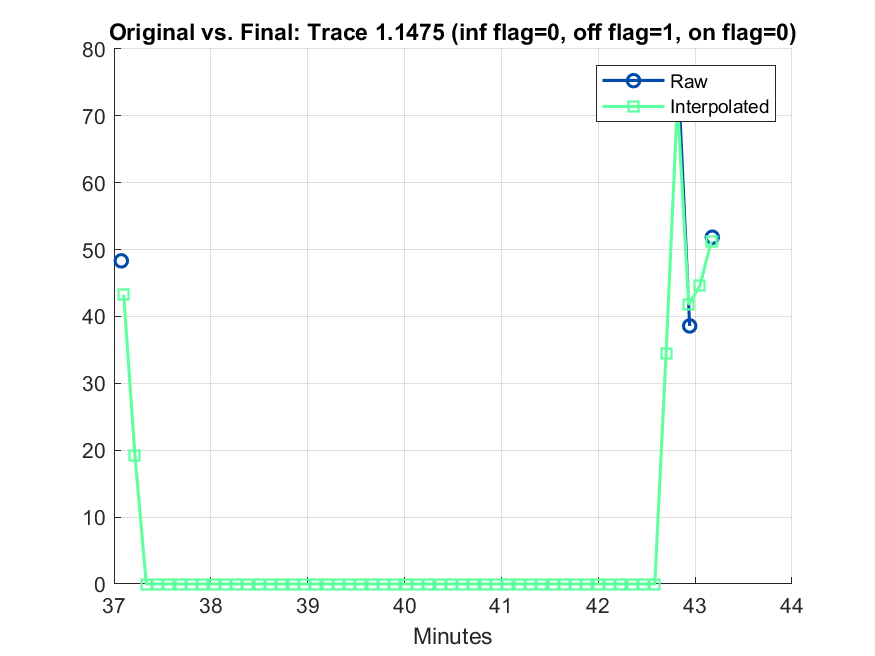 Original vs. Final: Trace 1.1475 (inf flag=0, off flag=1, on flag=0)
80
70
60
50
40
30
20
10
0
Raw
Interpolated
37 38 39 40 41 42 43 44
Minutes